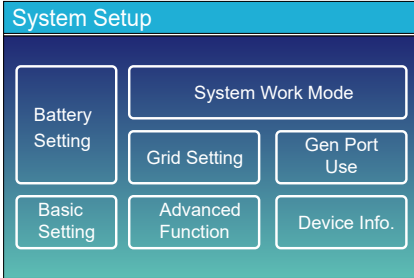 System Setup
Battery
Setting
System Work Mode
Grid Setting
Gen Port
Use
Basic
Setting
Advanced
Function
Device Info.